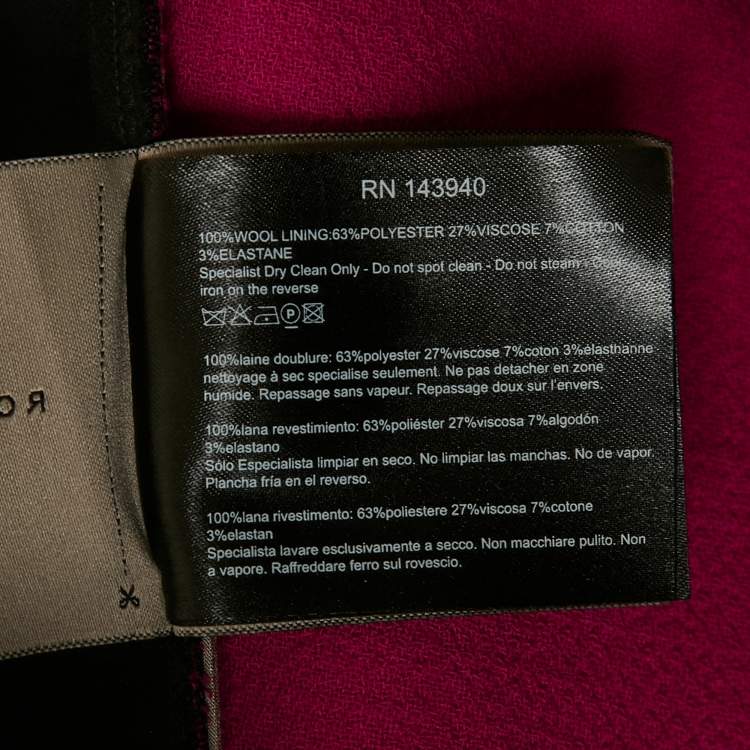 RN 143940
100%WOOL LINING:63%POLYESTER 27%VISCOSE 7%COTTON
3%ELASTANE
Specialist Dry Clean Only - Do not spot clean - Do not steam - Cool
iron on the reverse
P
100%laine doublure: 63%polyester 27%viscose 7%coton 3%élasthanne
nettoyage à sec specialise seulement. Ne pas detacher en zone
humide. Repassage sans vapeur. Repassage doux sur l'envers.
100%lana revestimiento: 63%poliéster 27%viscosa 7%algodón
3%elastano
Sólo Especialista limpiar en seco. No limpiar las manchas. No de vapor.
Plancha fría en el reverso.
100%lana rivestimento: 63%poliestere 27%viscosa 7%cotone
3%elastan
Specialista lavare esclusivamente a secco. Non macchiare pulito. Non
a vapore. Raffreddare ferro sul rovescio.